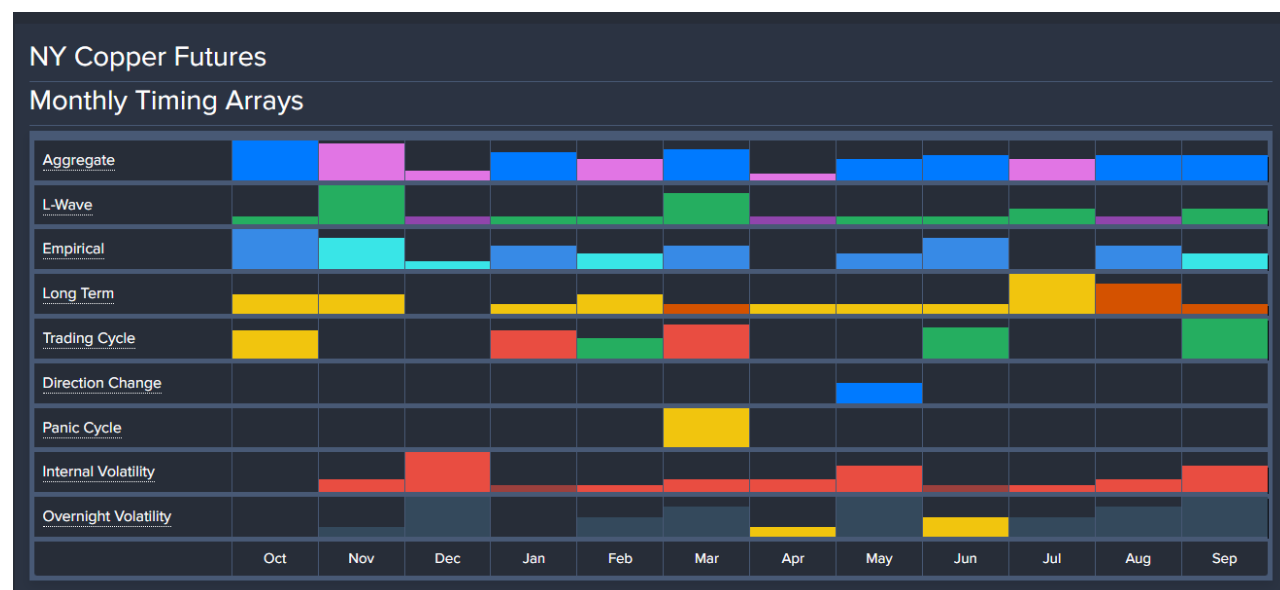 NY Copper Futures
Monthly Timing Arrays
Aggregate
L-Wave
Empirical
Long Term
Trading Cycle
Direction Change
Panic Cycle
Internal Volatility
Overnight Volatility
Oct Nov Dec Jan Feb Mar Apr May Jun Jul Aug Sep